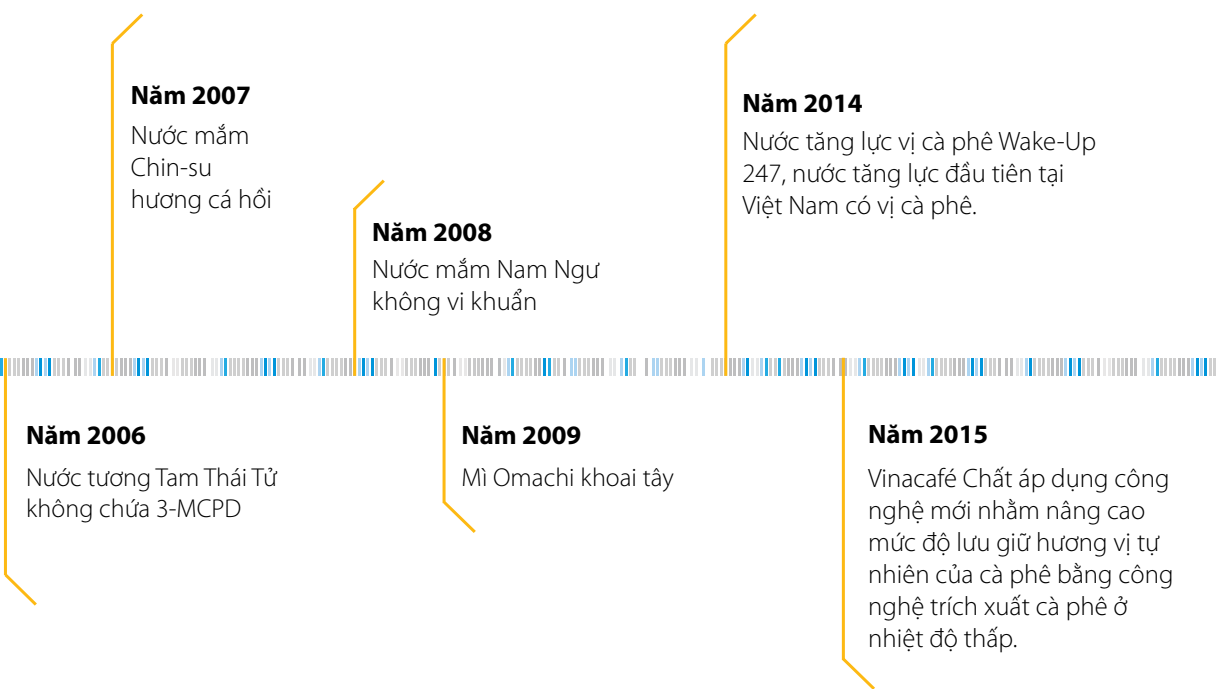 Năm 2007
Nước mắm
Chin-su
hương cá hồi
Năm 2014
Nước tăng lực vị cà phê Wake-Up
247, nước tăng lực đầu tiên tại
Việt Nam có vị cà phê.
Năm 2008
Nước mắm Nam Ngư
không vi khuẩn
Năm 2006
Nước tương Tam Thái Tử
không chứa 3-MCPD
Năm 2009
Mì Omachi khoai tây
Năm 2015
Vinacafé Chất áp dụng công
nghệ mới nhằm nâng cao
mức độ lưu giữ hương vị tự
nhiên của cà phê bằng công
nghệ trích xuất cà phê ở
nhiệt độ thấp.